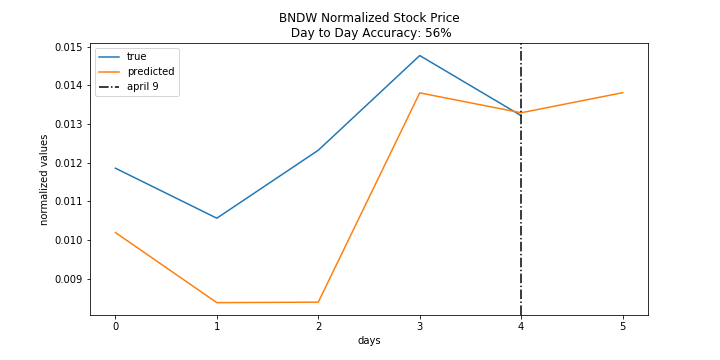 BNDW Normalized Stock Price
Day to Day Accuracy: 56%
true
predicted
april 9
normalized values
0.015
0.014
0.013
0.012
0.011
0.010
0.009
0 1 2 3 4 5
days